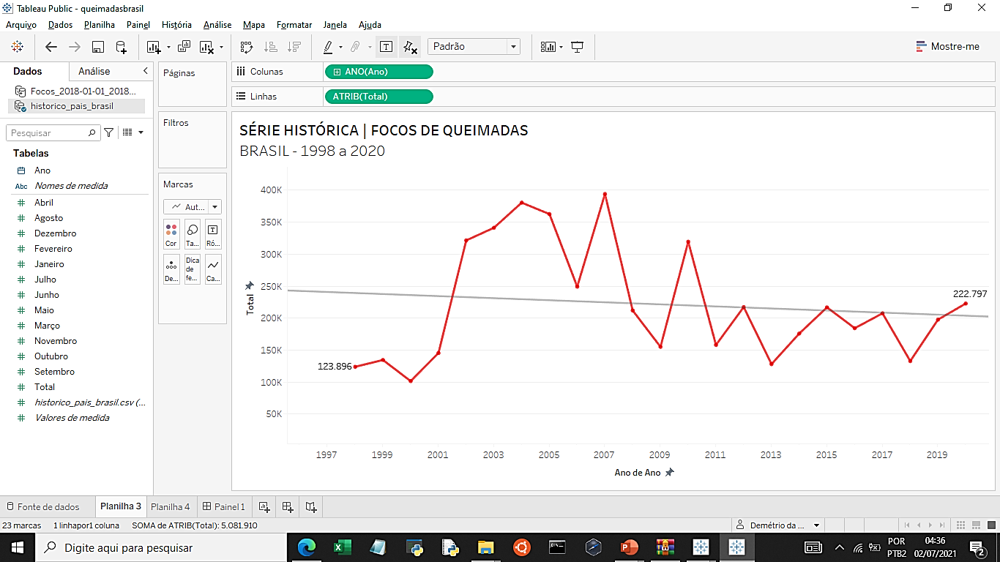 Tableau Public - queimadasbrasil
Arquivo Dados Planilha Painel História Análise Mapa Formatar Janela Ajuda
Padrão
Mostre-me
Dados Análise
Focos_2018-01-01_2018...
historico_pais_brasil
Pesquisar
Tabelas
Ano
Abc Nomes de medida
Abril
Agosto
Dezembro
Fevereiro
Janeiro
Julho
Junho
Maio
Março
Novembro
Outubro
Setembro
Total
historico_pais_brasil.csv (...
Valores de medida
Páginas
Filtros
Marcas
Aut...
Cor Ta... Ró...
De... Dica de fe... Ca...
Colunas ANO(Ano)
Linhas ATRIB(Total)
SÉRIE HISTÓRICA | FOCOS DE QUEIMADAS
BRASIL - 1998 a 2020
400K
350K
300K
250K
200K
150K
100K
50K
Total
123.896
222.797
1997 1999 2001 2003 2005 2007 2009 2011 2013 2015 2017 2019
Ano de Ano
Fonte de dados Planilha 3 Planilha 4 Painel 1
23 marcas 1 linhapor1 coluna SOMA de ATRIB(Total): 5.081.910
Demétrio da ...
Digite aqui para pesquisar
POR
PTB2
04:36
02/07/2021
2